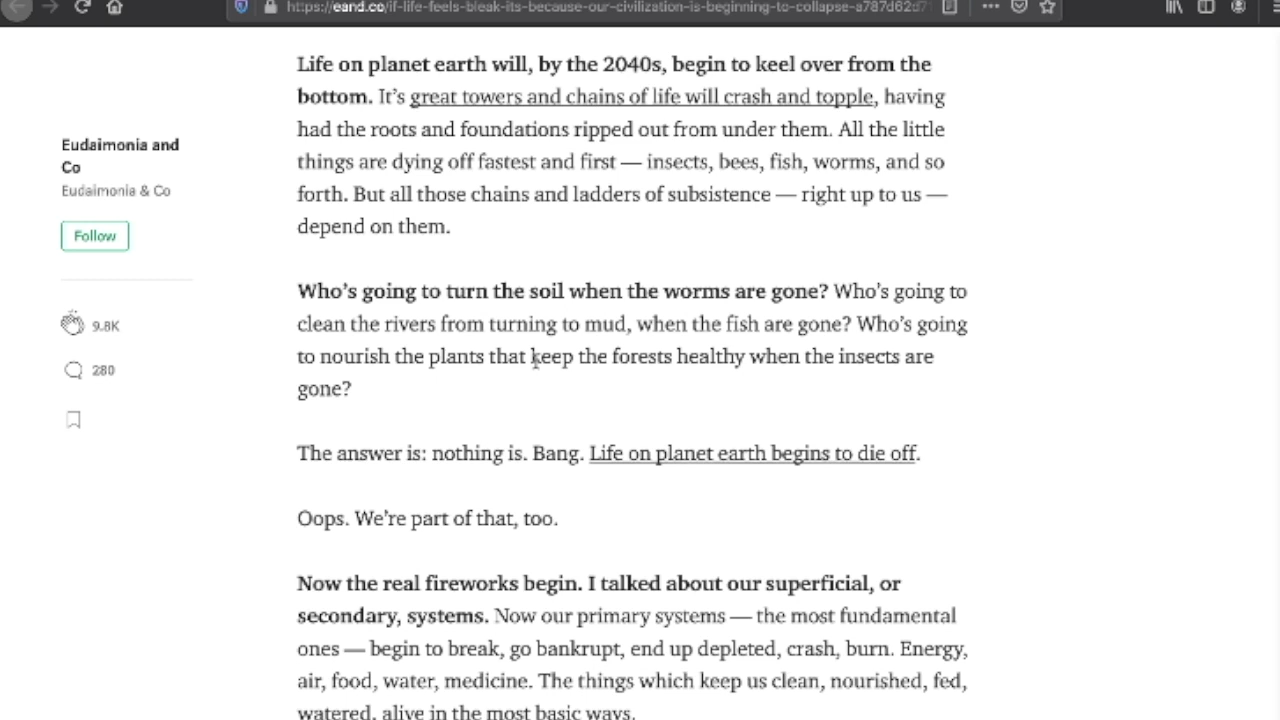 https://eand.co/if-life-feels-bleak-its-because-our-civilization-is-beginning-to-collapse-a787d62d7
Life on planet earth will, by the 2040s, begin to keel over from the
bottom. It’s great towers and chains of life will crash and topple, having
had the roots and foundations ripped out from under them. All the little
things are dying off fastest and first — insects, bees, fish, worms, and so
forth. But all those chains and ladders of subsistence — right up to us —
depend on them.
Eudaimonia and
Co
Eudaimonia & Co
Follow
9.8K
280
Who’s going to turn the soil when the worms are gone? Who’s going to
clean the rivers from turning to mud, when the fish are gone? Who’s going
to nourish the plants that keep the forests healthy when the insects are
gone?
The answer is: nothing is. Bang. Life on planet earth begins to die off.
Oops. We’re part of that, too.
Now the real fireworks begin. I talked about our superficial, or
secondary, systems. Now our primary systems — the most fundamental
ones — begin to break, go bankrupt, end up depleted, crash, burn. Energy,
air, food, water, medicine. The things which keep us clean, nourished, fed,
watered, alive in the most basic ways.